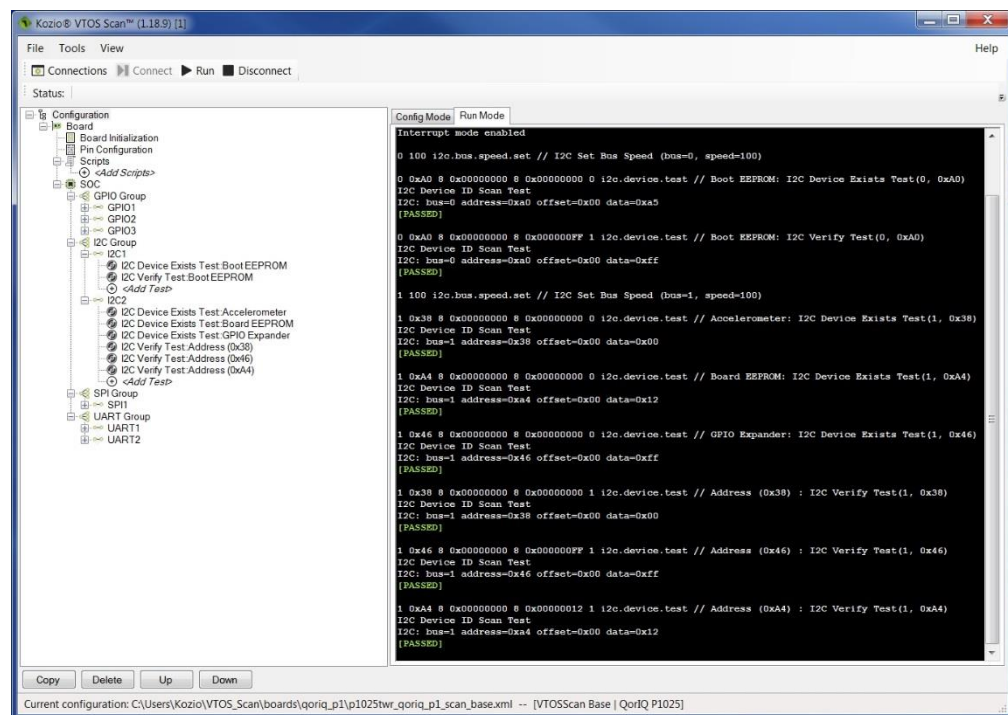 Kozio® VTOS Scan™ (1.18.9) [1]
File Tools View Help
Connections Connect Run Disconnect
Status:
Configuration
Board
Board Initialization
Pin Configuration
Scripts
<Add Scripts>
SOC
GPIO Group
GPIO1
GPIO2
GPIO3
I2C Group
I2C1
I2C Device Exists Test:Boot EEPROM
I2C Verify Test:Boot EEPROM
<Add Test>
I2C2
I2C Device Exists Test:Accelerometer
I2C Device Exists Test:Board EEPROM
I2C Device Exists Test:GPIO Expander
I2C Verify Test:Address (0x38)
I2C Verify Test:Address (0x46)
I2C Verify Test:Address (0xA4)
<Add Test>
SPI Group
SPI1
UART Group
UART1
UART2
Config Mode Run Mode
Interrupt mode enabled
0 100 i2c.bus.speed.set // I2C Set Bus Speed (bus=0, speed=100)
0 0xA0 8 0x00000000 8 0x00000000 0 i2c.device.test // Boot EEPROM: I2C Device Exists Test(0, 0xA0)
I2C Device ID Scan Test
I2C: bus=0 address=0xa0 offset=0x00 data=0xa5
[PASSED]
0 0xA0 8 0x00000000 8 0x000000FF 1 i2c.device.test // Boot EEPROM: I2C Verify Test(0, 0xA0)
I2C Device ID Scan Test
I2C: bus=0 address=0xa0 offset=0x00 data=0xff
[PASSED]
1 100 i2c.bus.speed.set // I2C Set Bus Speed (bus=1, speed=100)
1 0x38 8 0x00000000 8 0x00000000 0 i2c.device.test // Accelerometer: I2C Device Exists Test(1, 0x38)
I2C Device ID Scan Test
I2C: bus=1 address=0x38 offset=0x00 data=0x00
[PASSED]
1 0xA4 8 0x00000000 8 0x00000000 0 i2c.device.test // Board EEPROM: I2C Device Exists Test(1, 0xA4)
I2C Device ID Scan Test
I2C: bus=1 address=0xa4 offset=0x00 data=0x12
[PASSED]
1 0x46 8 0x00000000 8 0x00000000 0 i2c.device.test // GPIO Expander: I2C Device Exists Test(1, 0x46)
I2C Device ID Scan Test
I2C: bus=1 address=0x46 offset=0x00 data=0xff
[PASSED]
1 0x38 8 0x00000000 8 0x00000000 1 i2c.device.test // Address (0x38) : I2C Verify Test(1, 0x38)
I2C Device ID Scan Test
I2C: bus=1 address=0x38 offset=0x00 data=0x00
[PASSED]
1 0x46 8 0x00000000 8 0x000000FF 1 i2c.device.test // Address (0x46) : I2C Verify Test(1, 0x46)
I2C Device ID Scan Test
I2C: bus=1 address=0x46 offset=0x00 data=0xff
[PASSED]
1 0xA4 8 0x00000000 8 0x00000012 1 i2c.device.test // Address (0xA4) : I2C Verify Test(1, 0xA4)
I2C Device ID Scan Test
I2C: bus=1 address=0xa4 offset=0x00 data=0x12
[PASSED]
Copy Delete Up Down
Current configuration: C:\Users\Kozio\VTOS_Scan\boards\qoriq_p1\p1025twr_qoriq_p1_scan_base.xml -- [VTOSScan Base | QorIQ P1025]